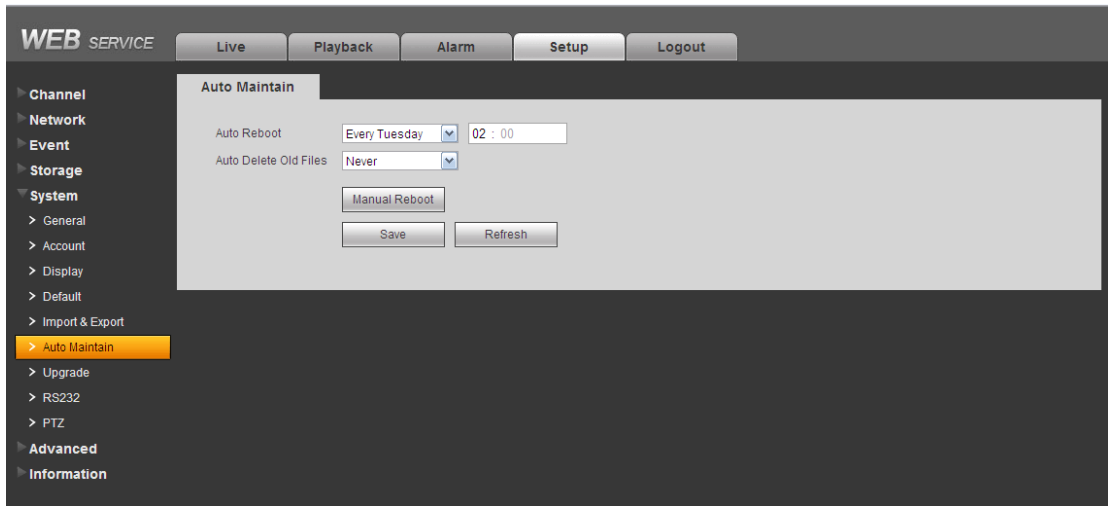 WEB SERVICE
Live Playback Alarm Setup Logout
Channel
Network
Event
Storage
System
> General
> Account
> Display
> Default
> Import & Export
> Auto Maintain
> Upgrade
> RS232
> PTZ
Advanced
Information
Auto Maintain
Auto Reboot Every Tuesday 02 : 00
Auto Delete Old Files Never
Manual Reboot
Save Refresh